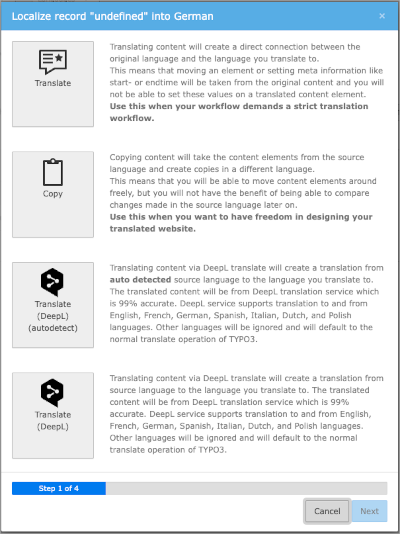 Localize record "undefined" into German
×
Translate
Translating content will create a direct connection between the
original language and the language you translate to.
This means that moving an element or setting meta information like
start- or endtime will be taken from the original content and you will
not be able to set these values on a translated content element.
Use this when your workflow demands a strict translation
workflow.
Copy
Copying content will take the content elements from the source
language and create copies in a different language.
This means that you will be able to move content elements around
freely, but you will not have the benefit of being able to compare
changes made in the source language later on.
Use this when you want to have freedom in designing your
translated website.
Translate
(DeepL)
(autodetect)
Translating content via DeepL translate will create a translation from
auto detected source language to the language you translate to.
The translated content will be from DeepL translation service which
is 99% accurate. DeepL service supports translation to and from
English, French, German, Spanish, Italian, Dutch, and Polish
languages. Other languages will be ignored and will default to the
normal translate operation of TYPO3.
Translate
(DeepL)
Translating content via DeepL translate will create a translation from
source language to the language you translate to. The translated
content will be from DeepL translation service which is 99%
accurate. DeepL service supports translation to and from English,
French, German, Spanish, Italian, Dutch, and Polish languages.
Other languages will be ignored and will default to the normal
translate operation of TYPO3.
Step 1 of 4
Cancel
Next